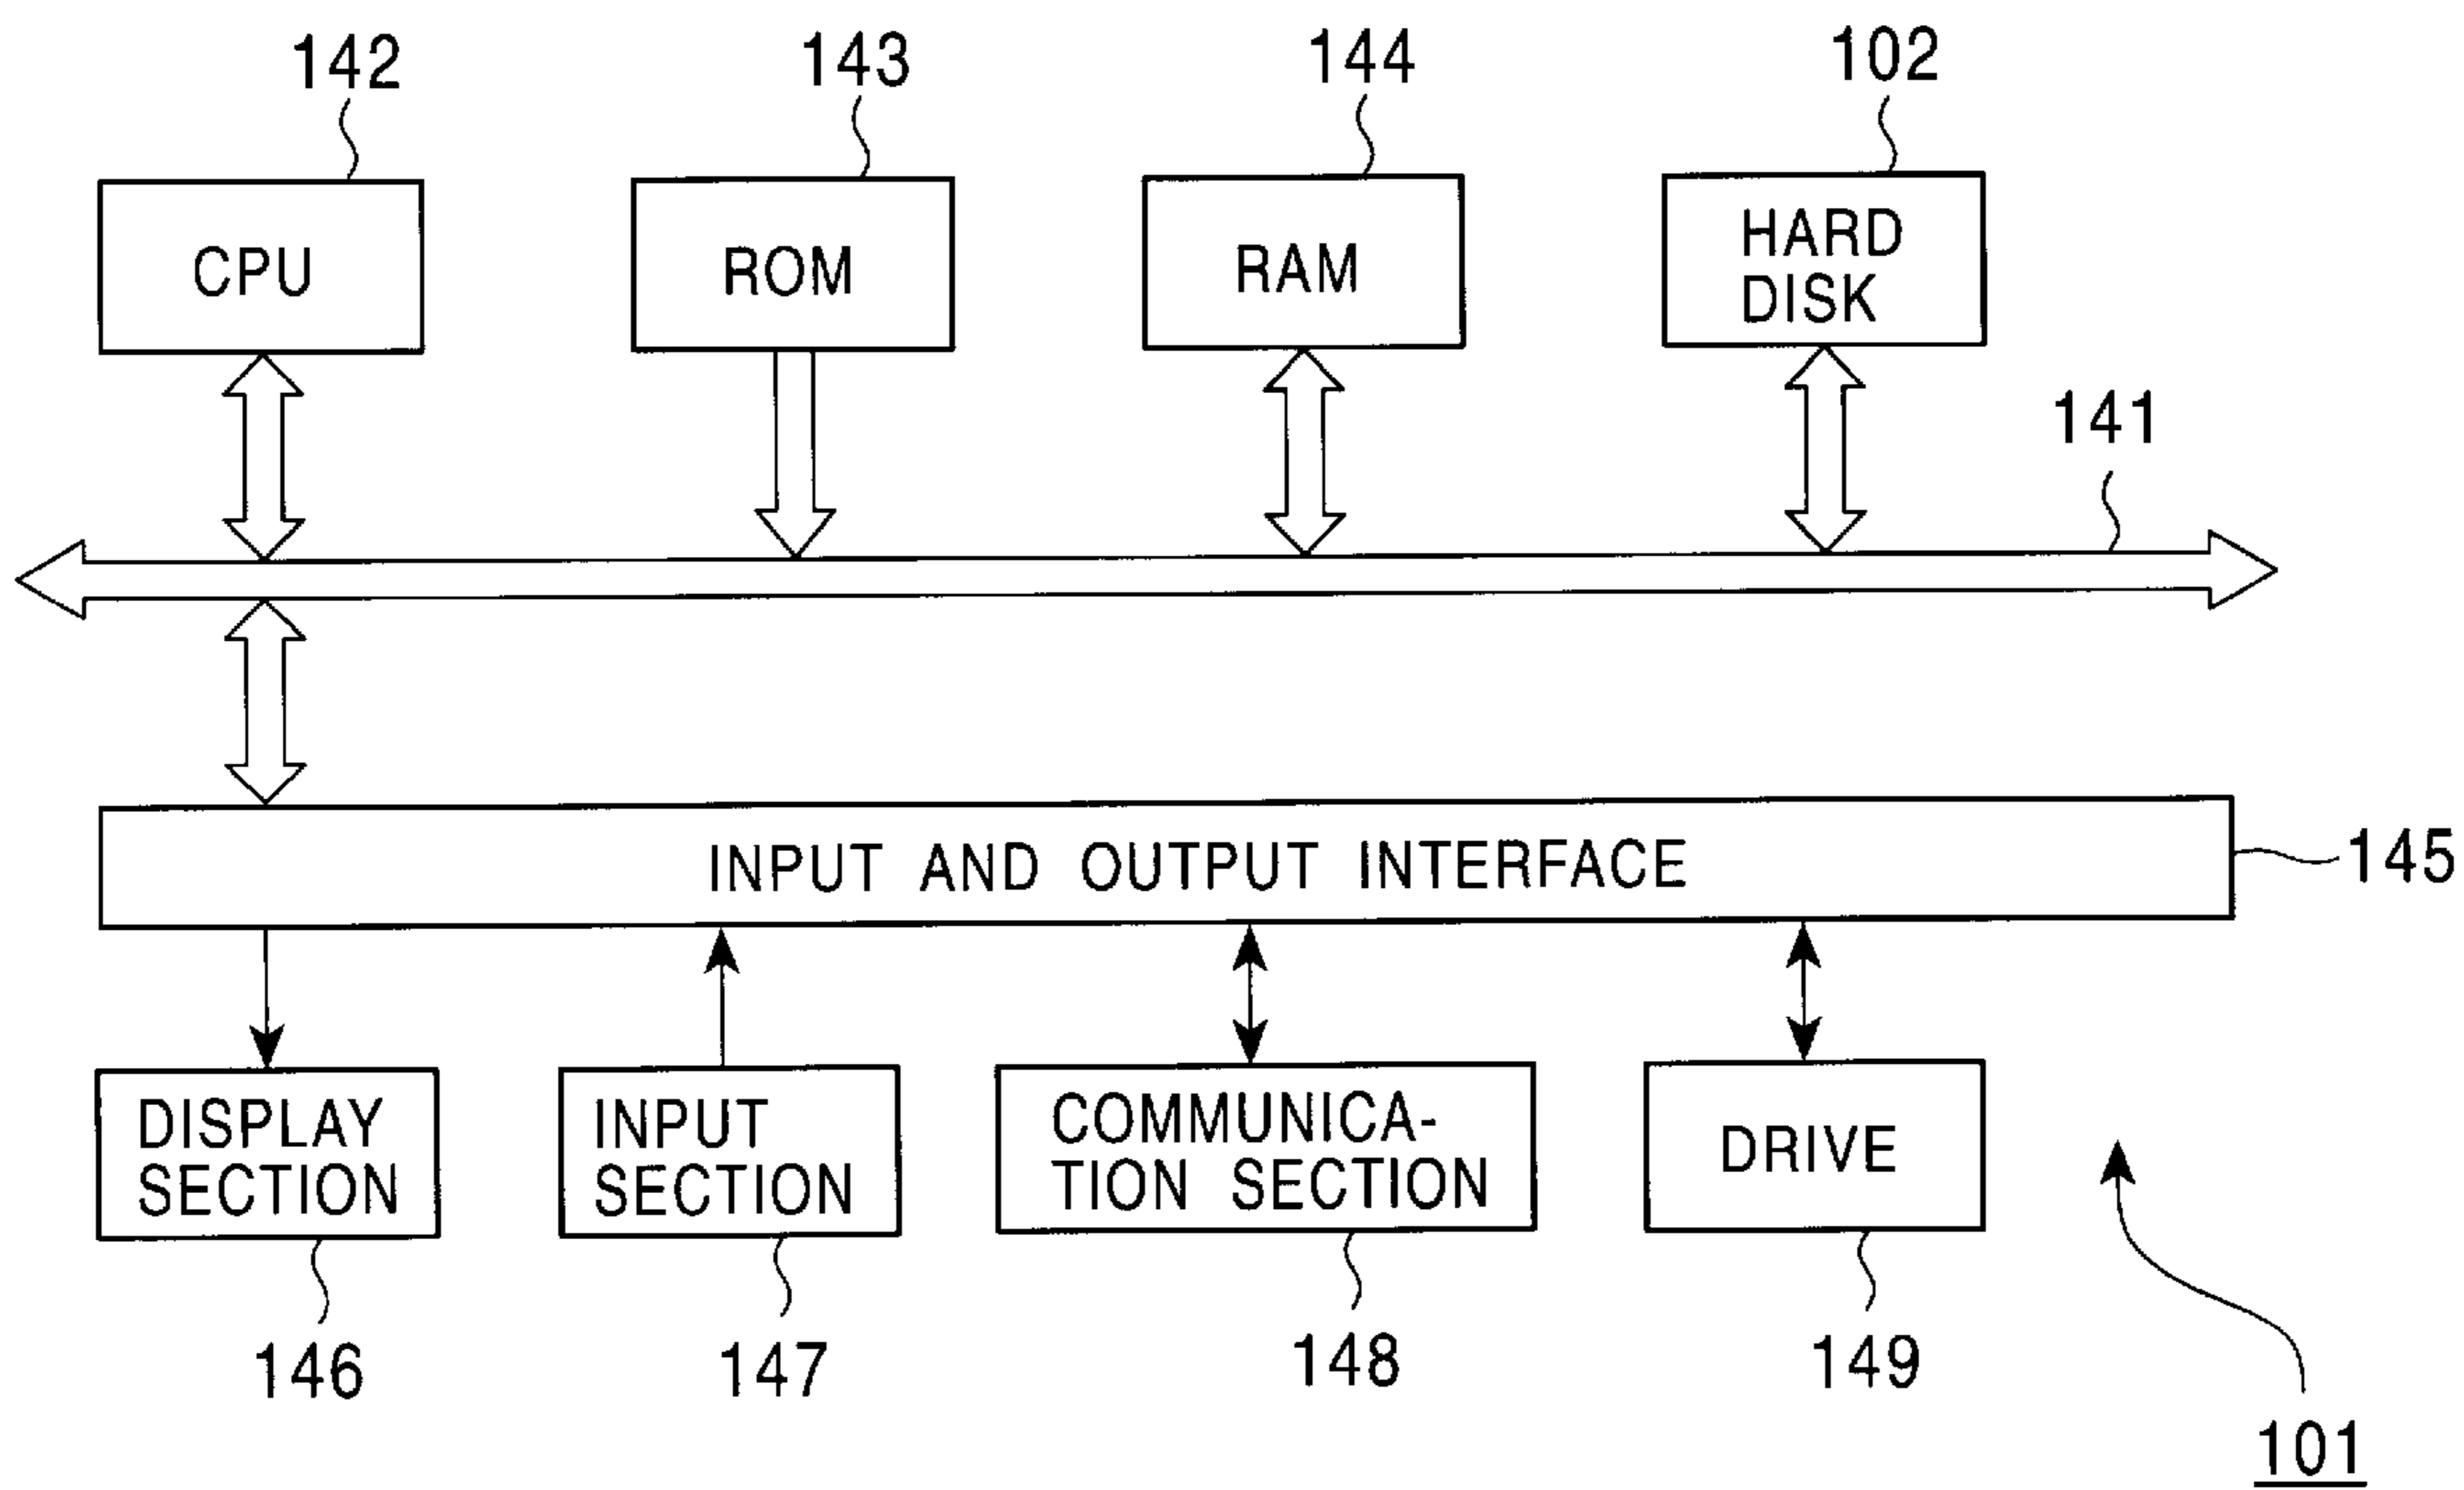 142
143
144
102
CPU
ROM
RAM
HARD
DISK
141
INPUT AND OUTPUT INTERFACE
145
DISPLAY
SECTION
INPUT
SECTION
COMMUNICA-
TION SECTION
DRIVE
146
147
148
149
101